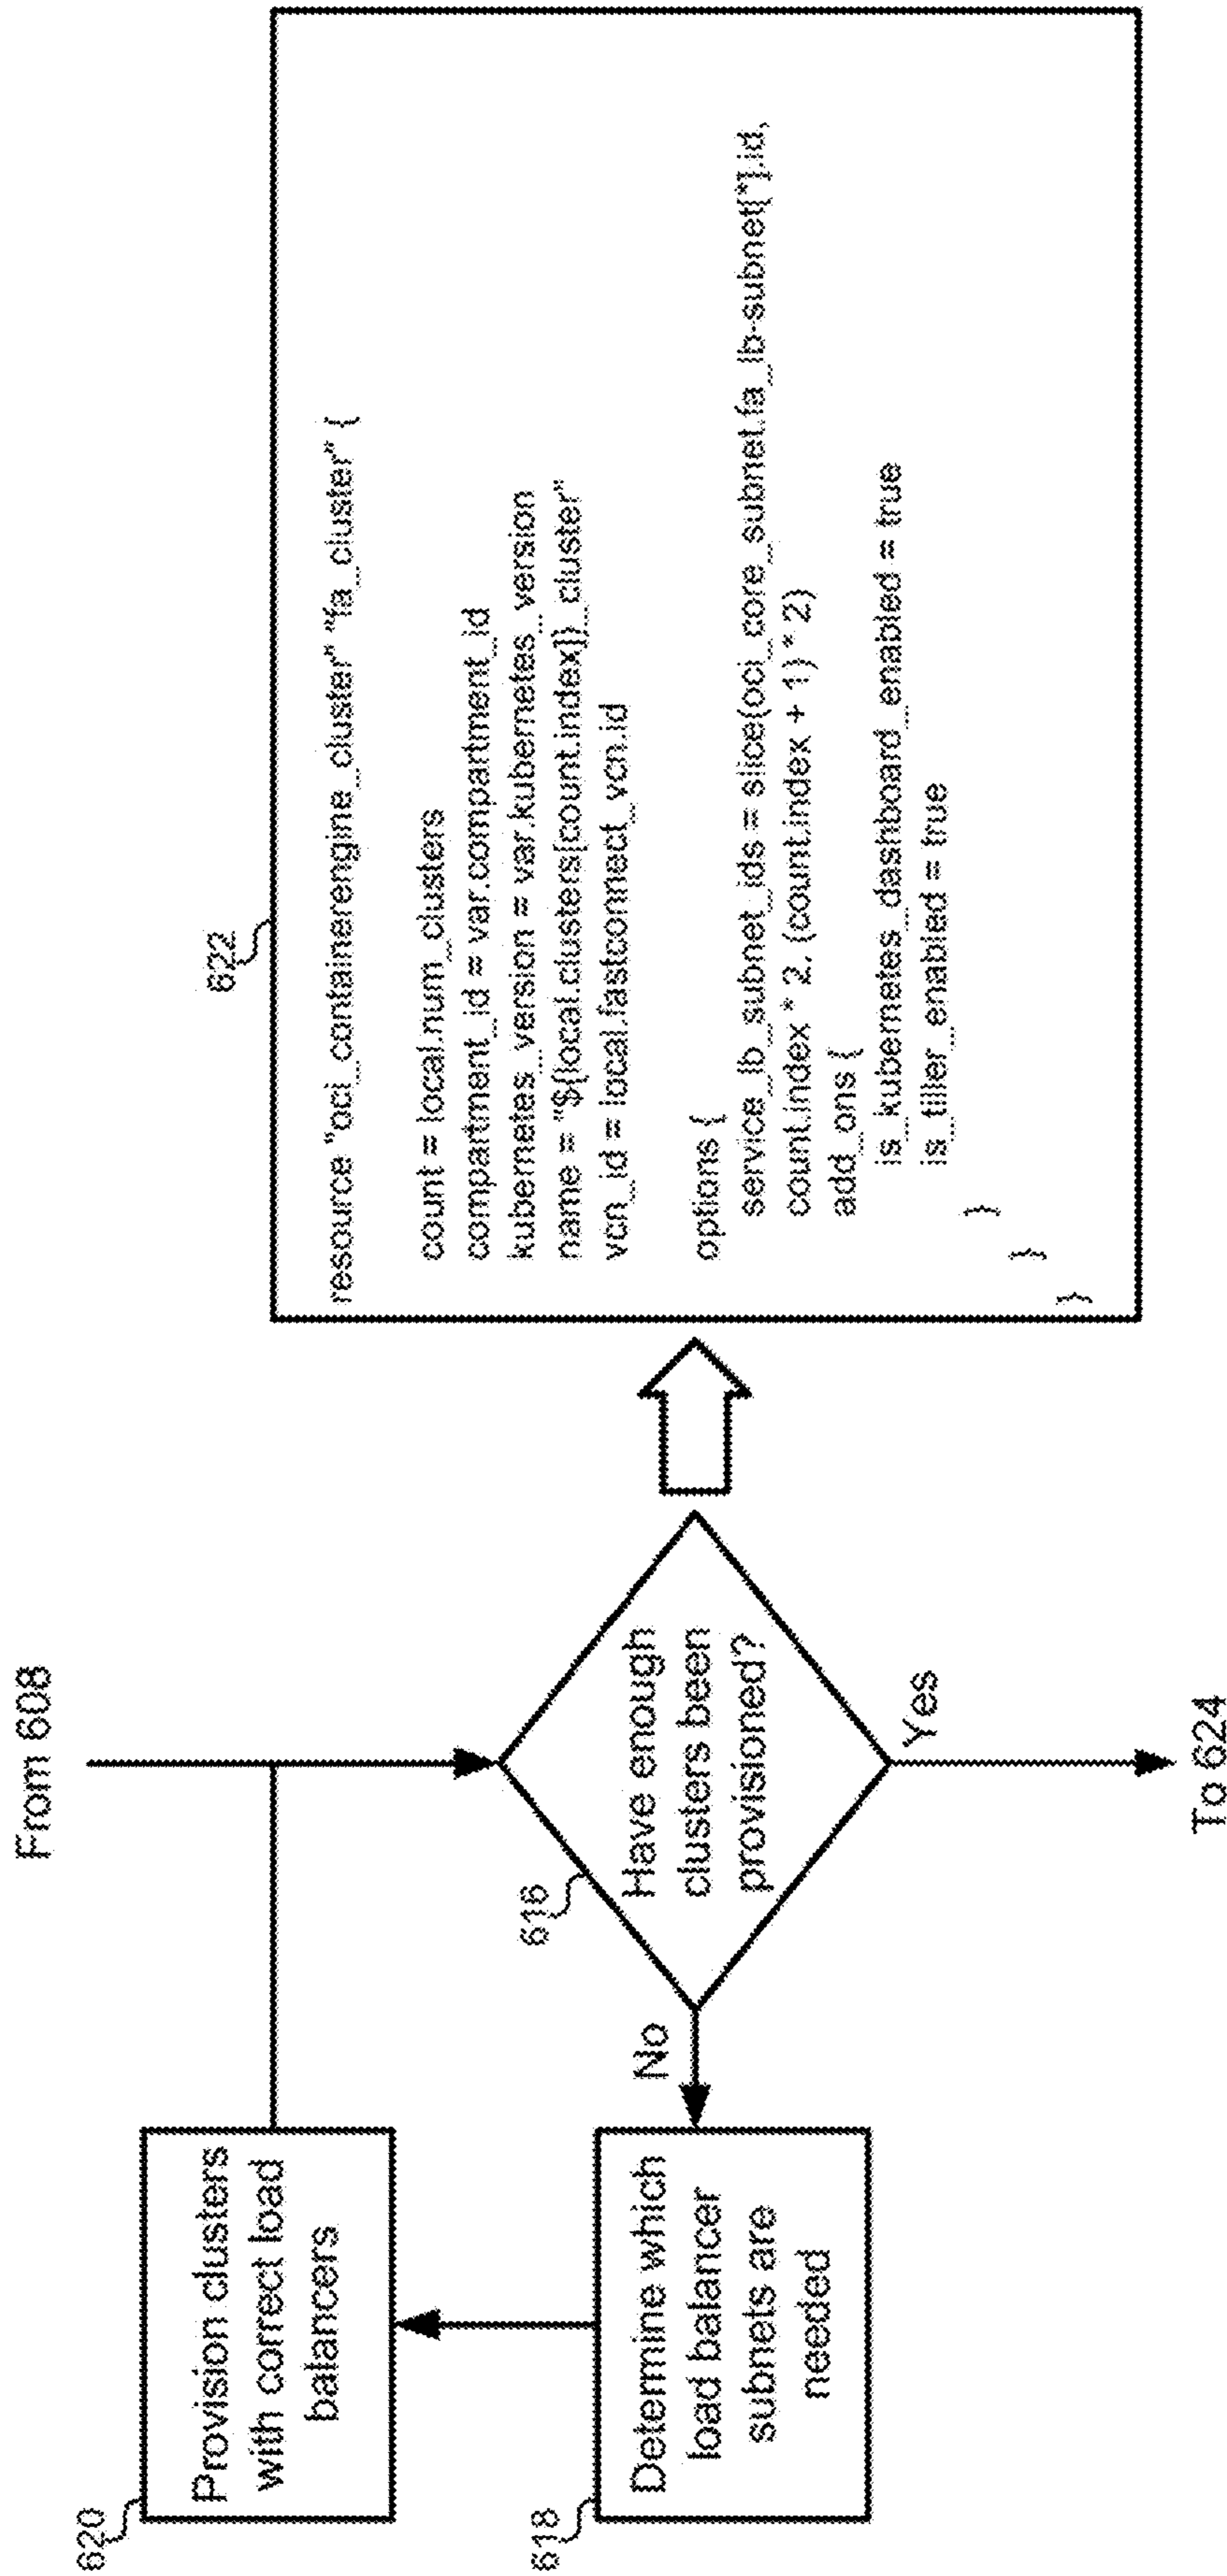 From 608
620
Provision clusters
with correct load
balancers
618
Determine which
load balancer
subnets are
needed
No
616
Have enough
clusters been
provisioned?
Yes
To 624
622
resource "oci_containerengine_cluster" "fa_cluster" {
count = local.num_clusters
compartment_id = var.compartment_id
kubernetes_version = var.kubernetes_version
name = "${local.clusters[count.index]}_cluster"
vcn_id = local.fastconnect_vcn.id
options {
service_lb_subnet_ids = slice(oci_core_subnet.fa_lb-subnet[*].id,
count.index * 2, (count.index + 1) * 2)
add_ons {
is_kubernetes_dashboard_enabled = true
is_tiller_enabled = true
}
}
}